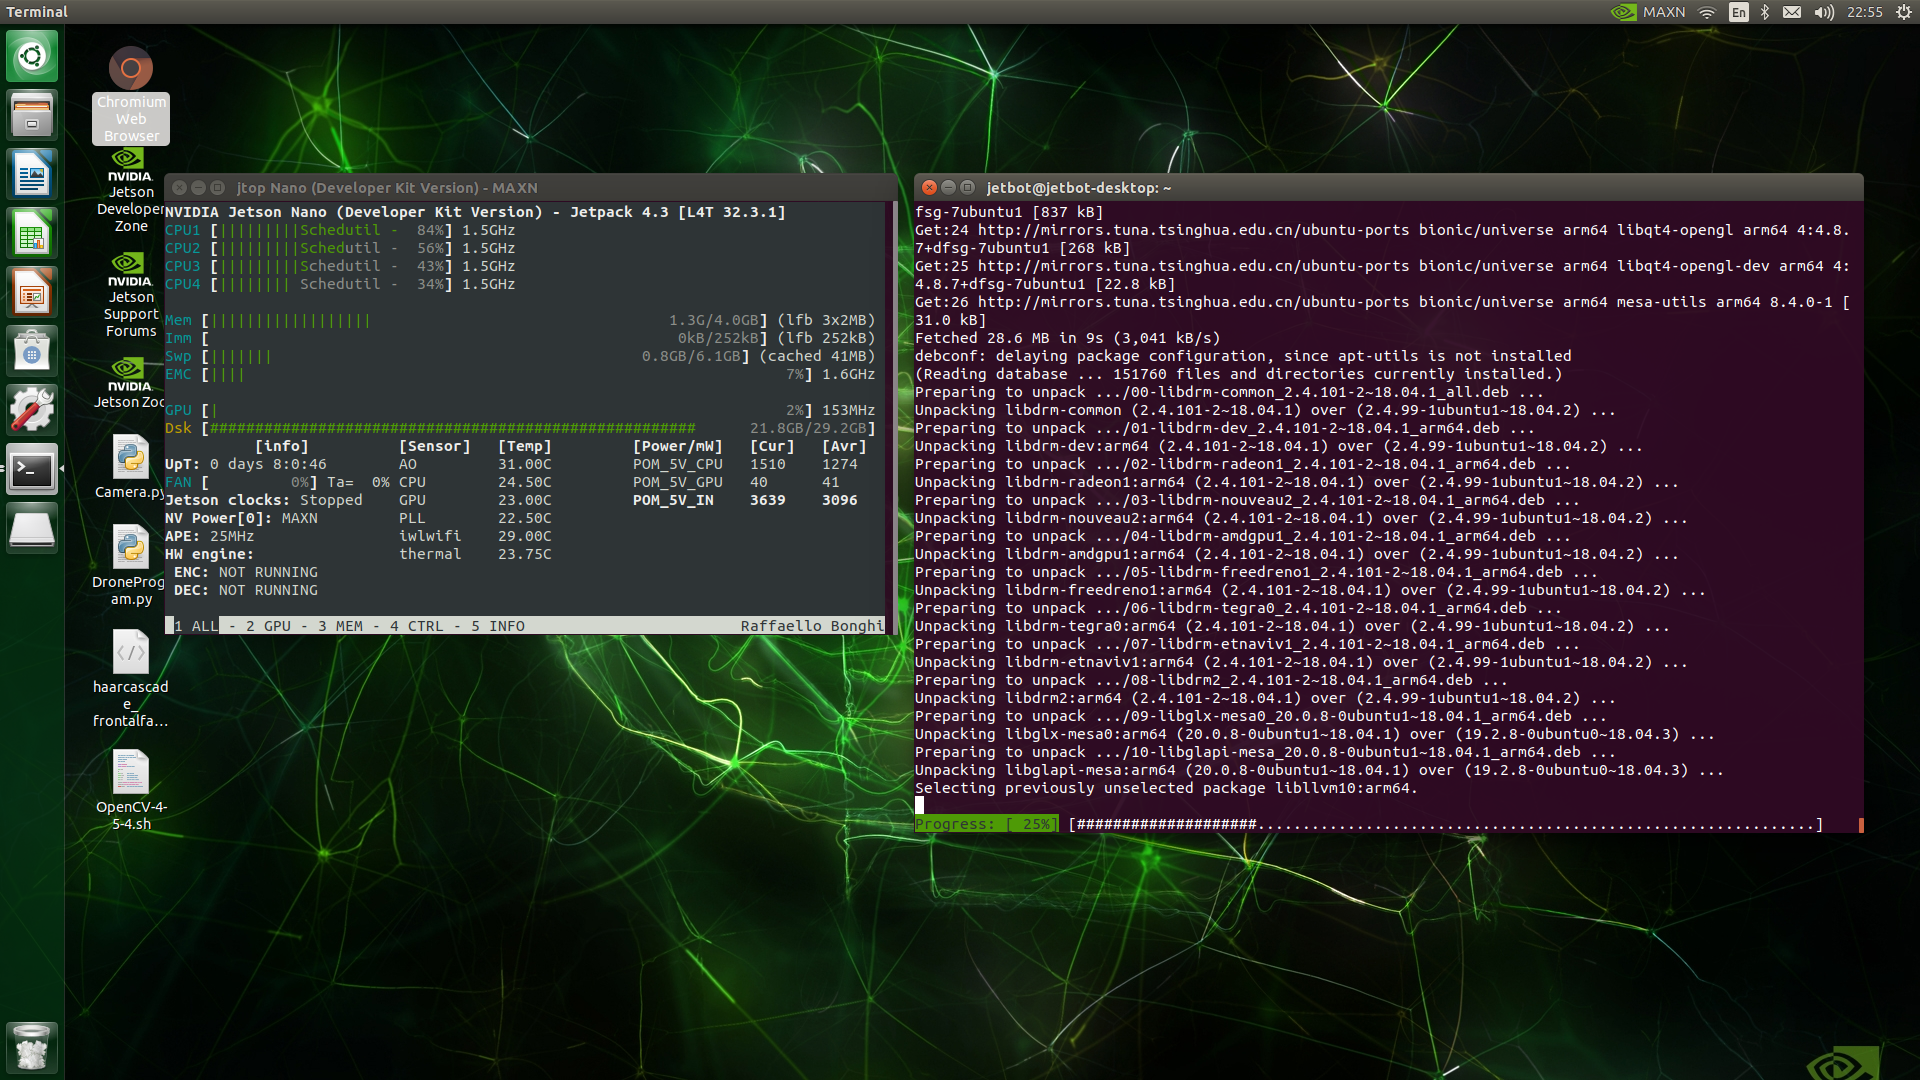 Terminal
MAXN
En
22:55
Chromium
Web
Browser
NVIDIA.
Jetson
Developer
Zone
NVIDIA.
Jetson
Support
Forums
NVIDIA.
Jetson Zoo
Camera.py
DroneProg
am.py
haarcascad
e_
frontalfa...
OpenCV-4-
5-4.sh
jtop Nano (Developer Kit Version) - MAXN
NVIDIA Jetson Nano (Developer Kit Version) - Jetpack 4.3 [L4T 32.3.1]
CPU1 [|||||||||Schedutil -  84%] 1.5GHz
CPU2 [|||||||||Schedutil -  56%] 1.5GHz
CPU3 [|||||||||Schedutil -  43%] 1.5GHz
CPU4 [|||||||| Schedutil -  34%] 1.5GHz
Mem [|||||||||||||||||| 1.3G/4.0GB] (lfb 3x2MB)
Imm [ 0kB/252kB] (lfb 252kB)
Swp [||||||| 0.8GB/6.1GB] (cached 41MB)
EMC [|||| 7%] 1.6GHz
GPU [| 2%] 153MHz
Dsk [###################################################### 21.8GB/29.2GB]
[info] [Sensor] [Temp] [Power/mW] [Cur] [Avr]
UpT: 0 days 8:0:46 AO 31.00C POM_5V_CPU 1510 1274
FAN [ 0%] Ta= 0% CPU 24.50C POM_5V_GPU 40 41
Jetson clocks: Stopped GPU 23.00C POM_5V_IN 3639 3096
NV Power[0]: MAXN PLL 22.50C
APE: 25MHz iwlwifi 29.00C
HW engine: thermal 23.75C
ENC: NOT RUNNING
DEC: NOT RUNNING
1 ALL - 2 GPU - 3 MEM - 4 CTRL - 5 INFO Raffaello Bonghi
jetbot@jetbot-desktop: ~
fsg-7ubuntu1 [837 kB]
Get:24 http://mirrors.tuna.tsinghua.edu.cn/ubuntu-ports bionic/universe arm64 libqt4-opengl arm64 4:4.8.
7+dfsg-7ubuntu1 [268 kB]
Get:25 http://mirrors.tuna.tsinghua.edu.cn/ubuntu-ports bionic/universe arm64 libqt4-opengl-dev arm64 4:
4.8.7+dfsg-7ubuntu1 [22.8 kB]
Get:26 http://mirrors.tuna.tsinghua.edu.cn/ubuntu-ports bionic/universe arm64 mesa-utils arm64 8.4.0-1 [
31.0 kB]
Fetched 28.6 MB in 9s (3,041 kB/s)
debconf: delaying package configuration, since apt-utils is not installed
(Reading database ... 151760 files and directories currently installed.)
Preparing to unpack .../00-libdrm-common_2.4.101-2~18.04.1_all.deb ...
Unpacking libdrm-common (2.4.101-2~18.04.1) over (2.4.99-1ubuntu1~18.04.2) ...
Preparing to unpack .../01-libdrm-dev_2.4.101-2~18.04.1_arm64.deb ...
Unpacking libdrm-dev:arm64 (2.4.101-2~18.04.1) over (2.4.99-1ubuntu1~18.04.2) ...
Preparing to unpack .../02-libdrm-radeon1_2.4.101-2~18.04.1_arm64.deb ...
Unpacking libdrm-radeon1:arm64 (2.4.101-2~18.04.1) over (2.4.99-1ubuntu1~18.04.2) ...
Preparing to unpack .../03-libdrm-nouveau2_2.4.101-2~18.04.1_arm64.deb ...
Unpacking libdrm-nouveau2:arm64 (2.4.101-2~18.04.1) over (2.4.99-1ubuntu1~18.04.2) ...
Preparing to unpack .../04-libdrm-amdgpu1_2.4.101-2~18.04.1_arm64.deb ...
Unpacking libdrm-amdgpu1:arm64 (2.4.101-2~18.04.1) over (2.4.99-1ubuntu1~18.04.2) ...
Preparing to unpack .../05-libdrm-freedreno1_2.4.101-2~18.04.1_arm64.deb ...
Unpacking libdrm-freedreno1:arm64 (2.4.101-2~18.04.1) over (2.4.99-1ubuntu1~18.04.2) ...
Preparing to unpack .../06-libdrm-tegra0_2.4.101-2~18.04.1_arm64.deb ...
Unpacking libdrm-tegra0:arm64 (2.4.101-2~18.04.1) over (2.4.99-1ubuntu1~18.04.2) ...
Preparing to unpack .../07-libdrm-etnaviv1_2.4.101-2~18.04.1_arm64.deb ...
Unpacking libdrm-etnaviv1:arm64 (2.4.101-2~18.04.1) over (2.4.99-1ubuntu1~18.04.2) ...
Preparing to unpack .../08-libdrm2_2.4.101-2~18.04.1_arm64.deb ...
Unpacking libdrm2:arm64 (2.4.101-2~18.04.1) over (2.4.99-1ubuntu1~18.04.2) ...
Preparing to unpack .../09-libglx-mesa0_20.0.8-0ubuntu1~18.04.1_arm64.deb ...
Unpacking libglx-mesa0:arm64 (20.0.8-0ubuntu1~18.04.1) over (19.2.8-0ubuntu0~18.04.3) ...
Preparing to unpack .../10-libglapi-mesa_20.0.8-0ubuntu1~18.04.1_arm64.deb ...
Unpacking libglapi-mesa:arm64 (20.0.8-0ubuntu1~18.04.1) over (19.2.8-0ubuntu0~18.04.3) ...
Selecting previously unselected package libllvm10:arm64.
Progress: [ 25%] [####################..............................................................]